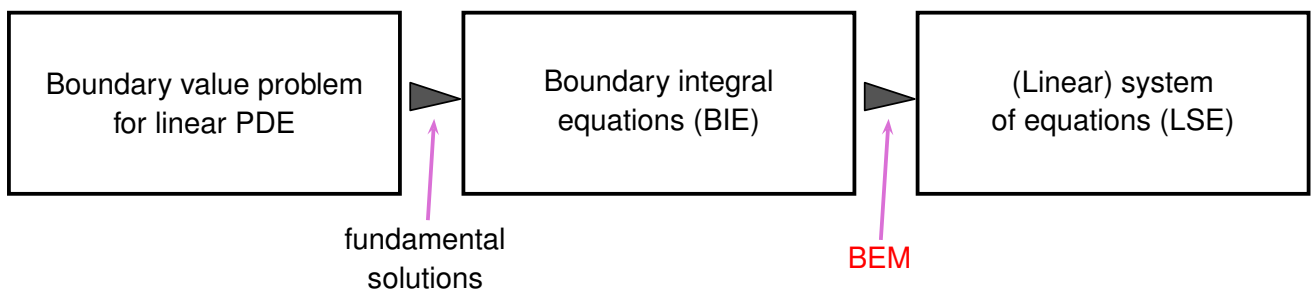 Boundary value problem
for linear PDE
Boundary integral
equations (BIE)
(Linear) system
of equations (LSE)
fundamental
solutions
BEM